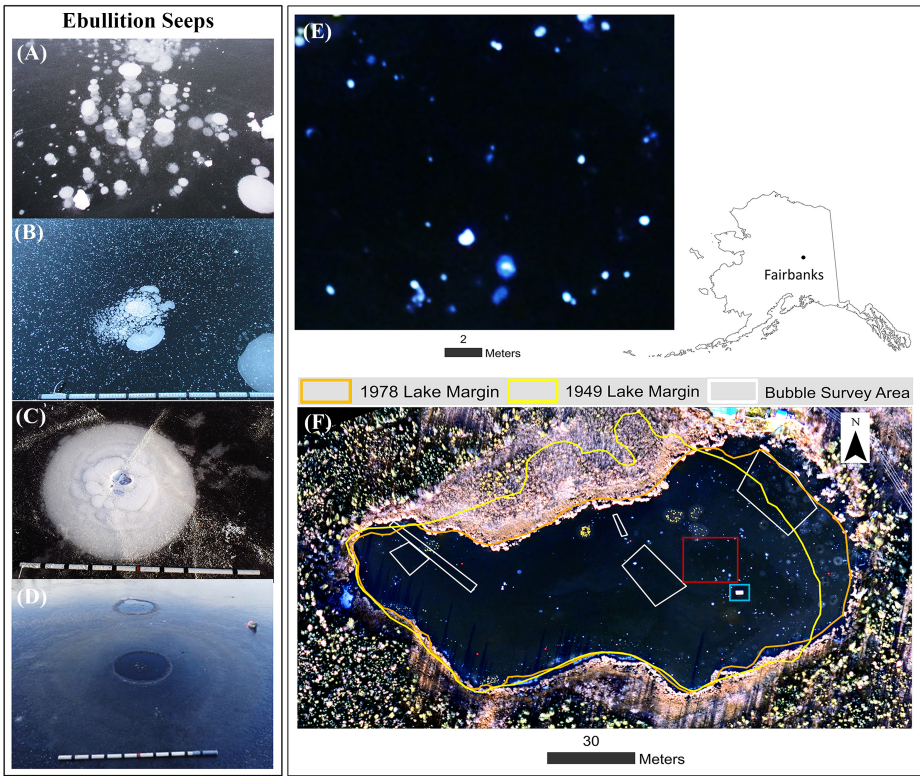 Ebullition Seeps
(A)
(B)
(C)
(D)
(E)
2
Meters
Fairbanks
1978 Lake Margin
1949 Lake Margin
Bubble Survey Area
(F)
N
30
Meters